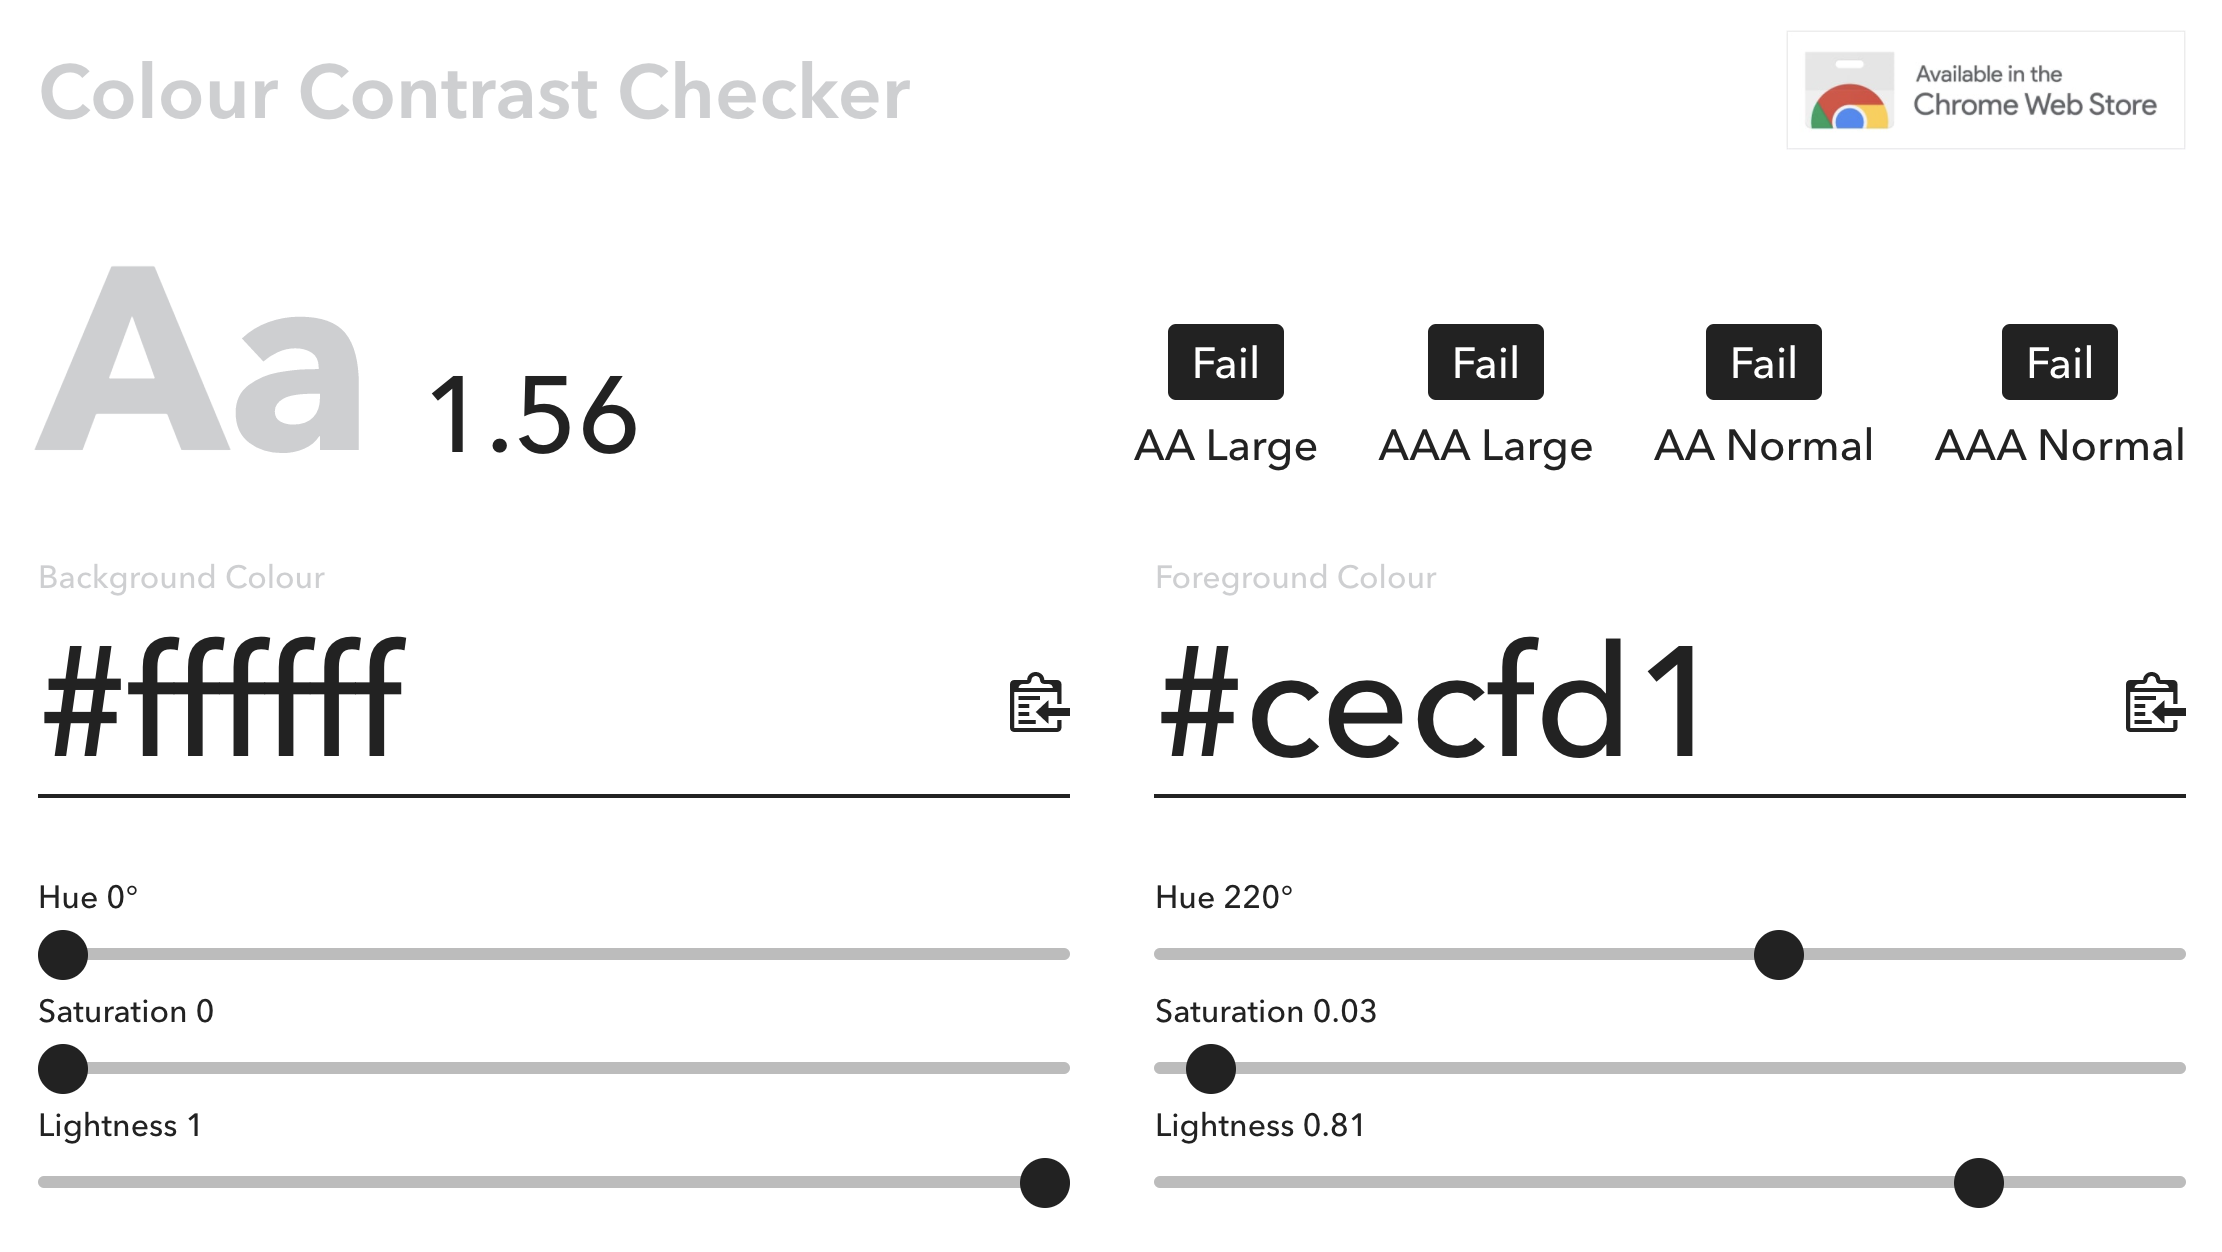 Colour Contrast Checker
Available in the
Chrome Web Store
Aa 1.56
Fail Fail Fail Fail
AA Large AAA Large AA Normal AAA Normal
Background Colour
#ffffff
Hue 0°
Saturation 0
Lightness 1
Foreground Colour
#cecfd1
Hue 220°
Saturation 0.03
Lightness 0.81